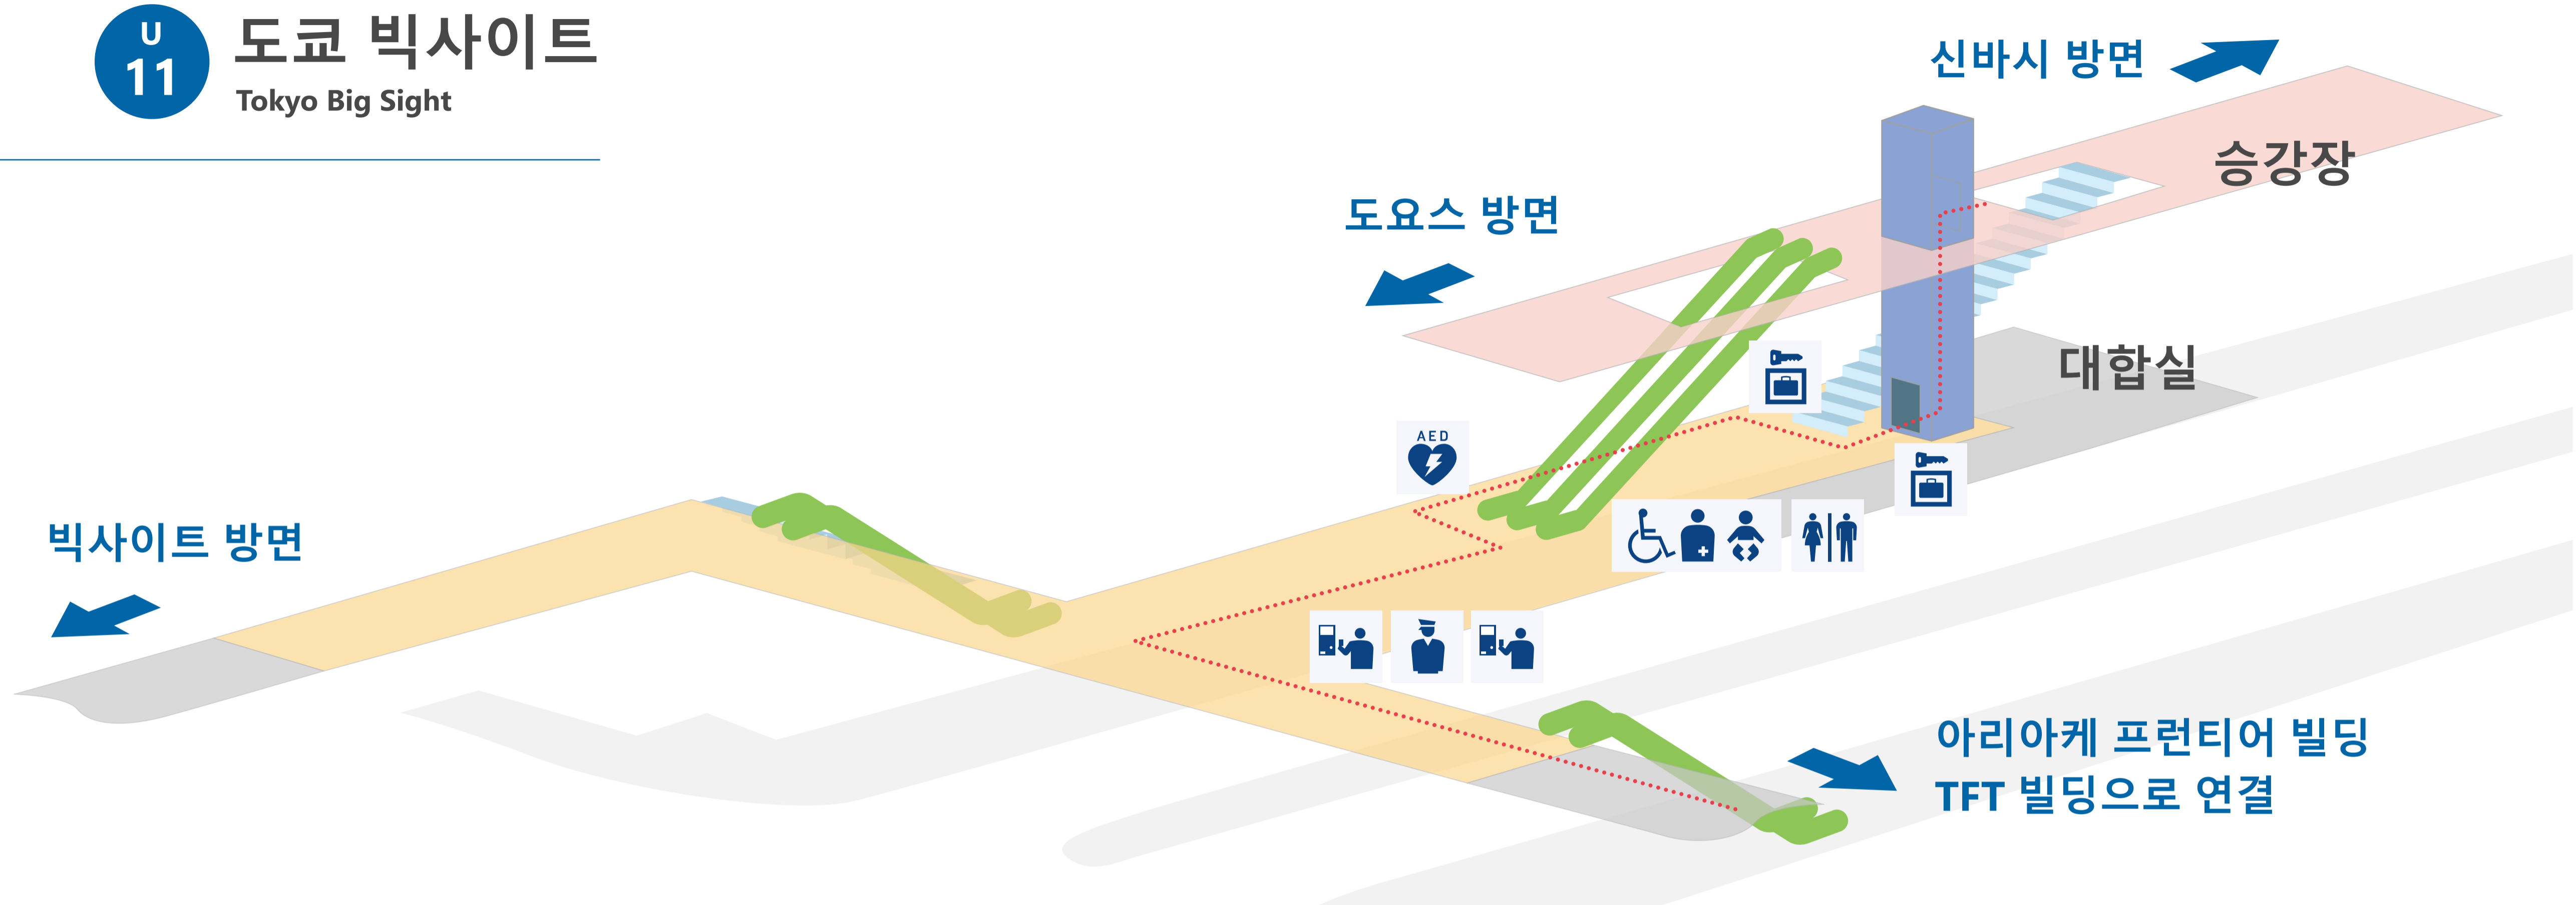 U
11
도쿄 빅사이트
Tokyo Big Sight
신바시 방면
승강장
도요스 방면
대합실
AED
빅사이트 방면
아리아케 프런티어 빌딩
TFT 빌딩으로 연결